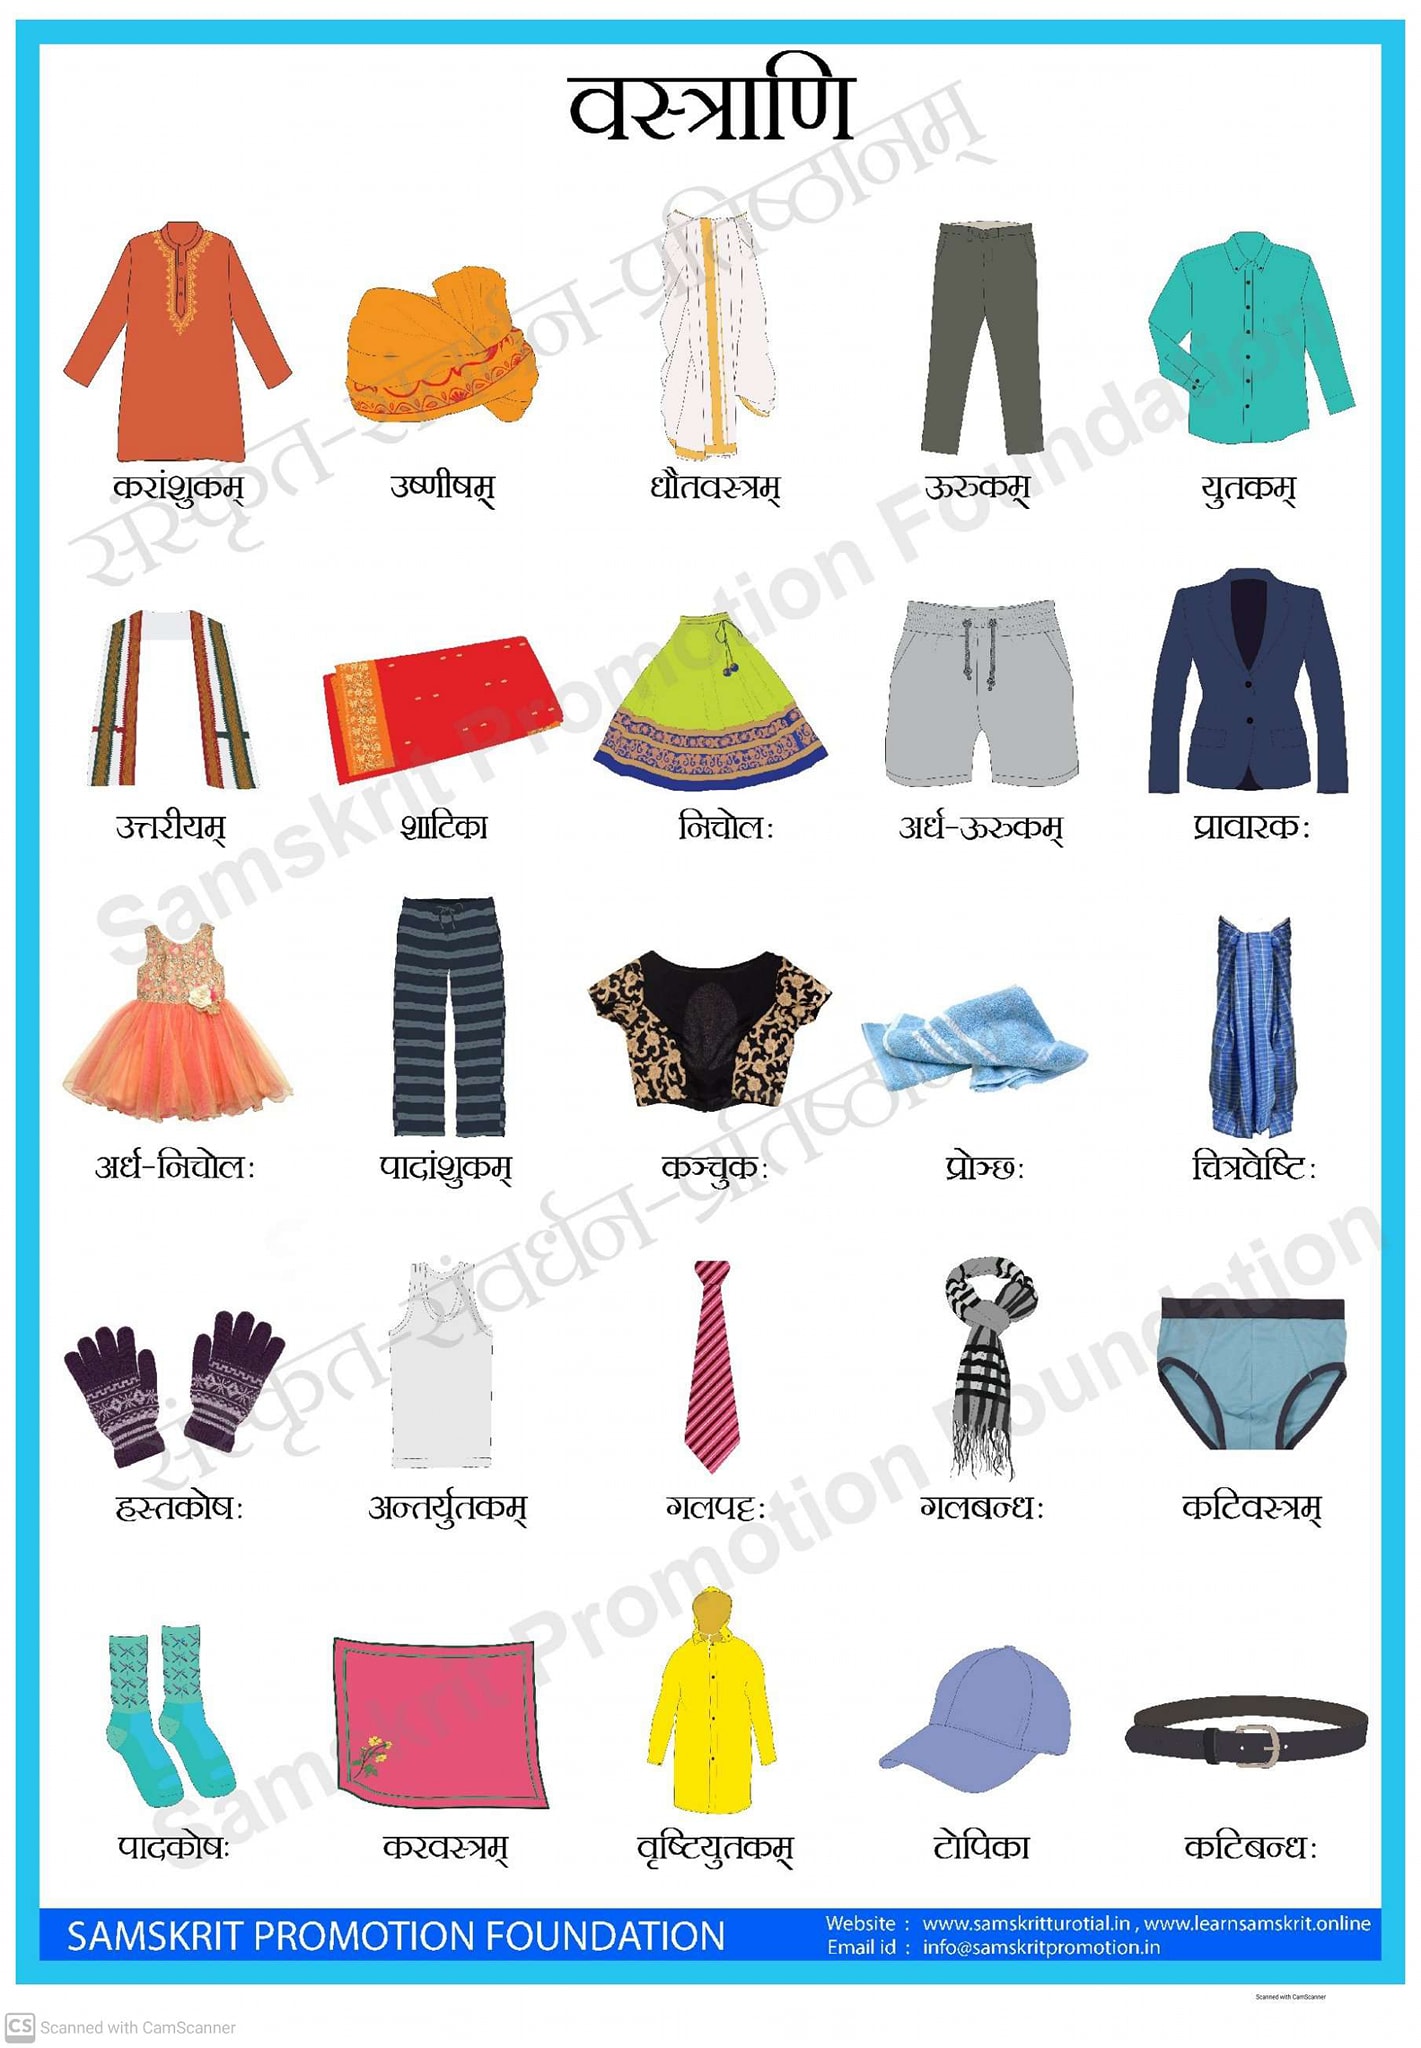 वस्त्राणि
करांशुकम् उष्णीषम् धौतवस्त्रम् ऊरुकम् युतकम्
उत्तरीयम् शाटिका निचोलः अर्ध-ऊरुकम् प्रावारकः
अर्ध-निचोलः पादांशुकम् कञ्चुकः प्रोञ्छः चित्रवेष्टिः
हस्तकोषः अन्तर्युतकम् गलपट्टः गलबन्धः कटिवस्त्रम्
पादकोषः करवस्त्रम् वृष्टियुतकम् टोपिका कटिबन्धः
संस्कृत-संवर्धन-प्रतिष्ठानम्
Samskrit Promotion Foundation
संस्कृत-संवर्धन-प्रतिष्ठानम्
Samskrit Promotion Foundation
SAMSKRIT PROMOTION FOUNDATION
Website : www.samskritturotial.in , www.learnsamskrit.online
Email id : info@samskritpromotion.in
Scanned with CamScanner
CS Scanned with CamScanner